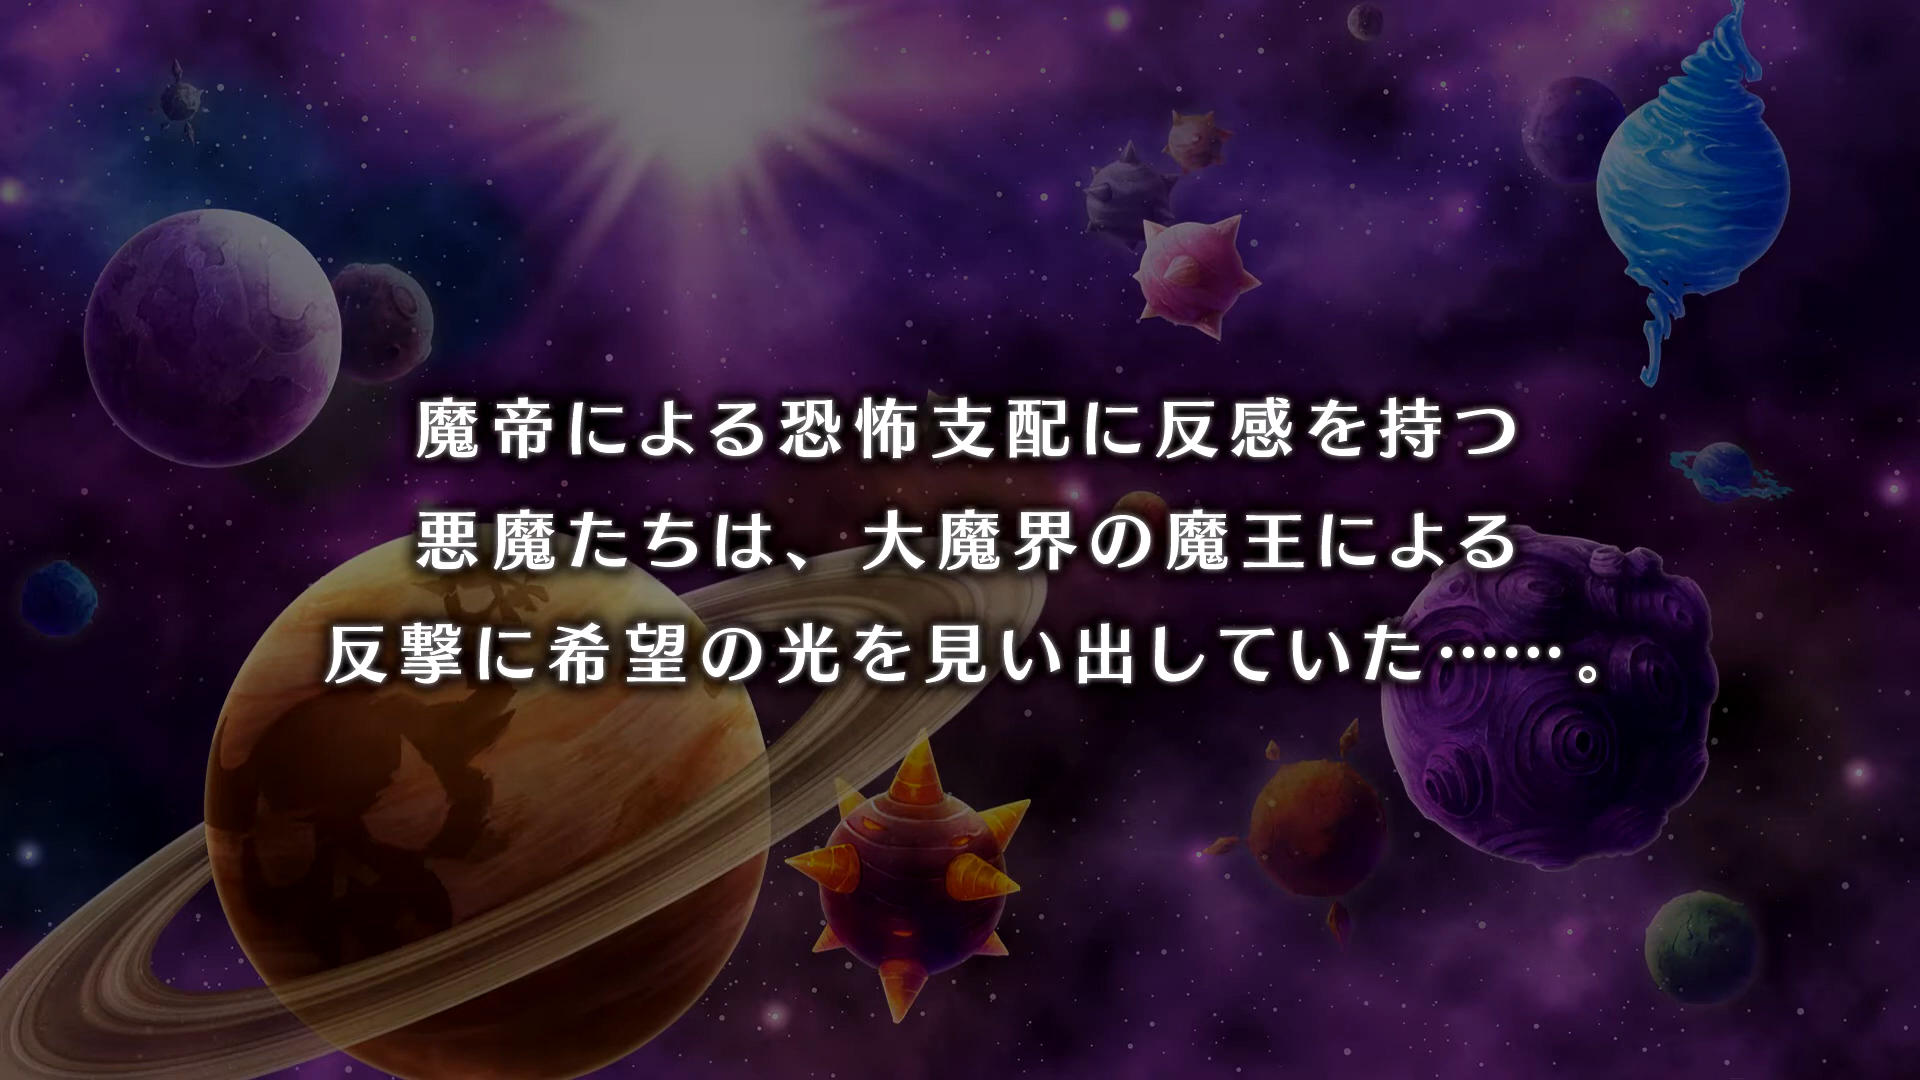 魔帝による恐怖支配に反感を持つ
悪魔たちは、大魔界の魔王による
反撃に希望の光を見い出していた……。